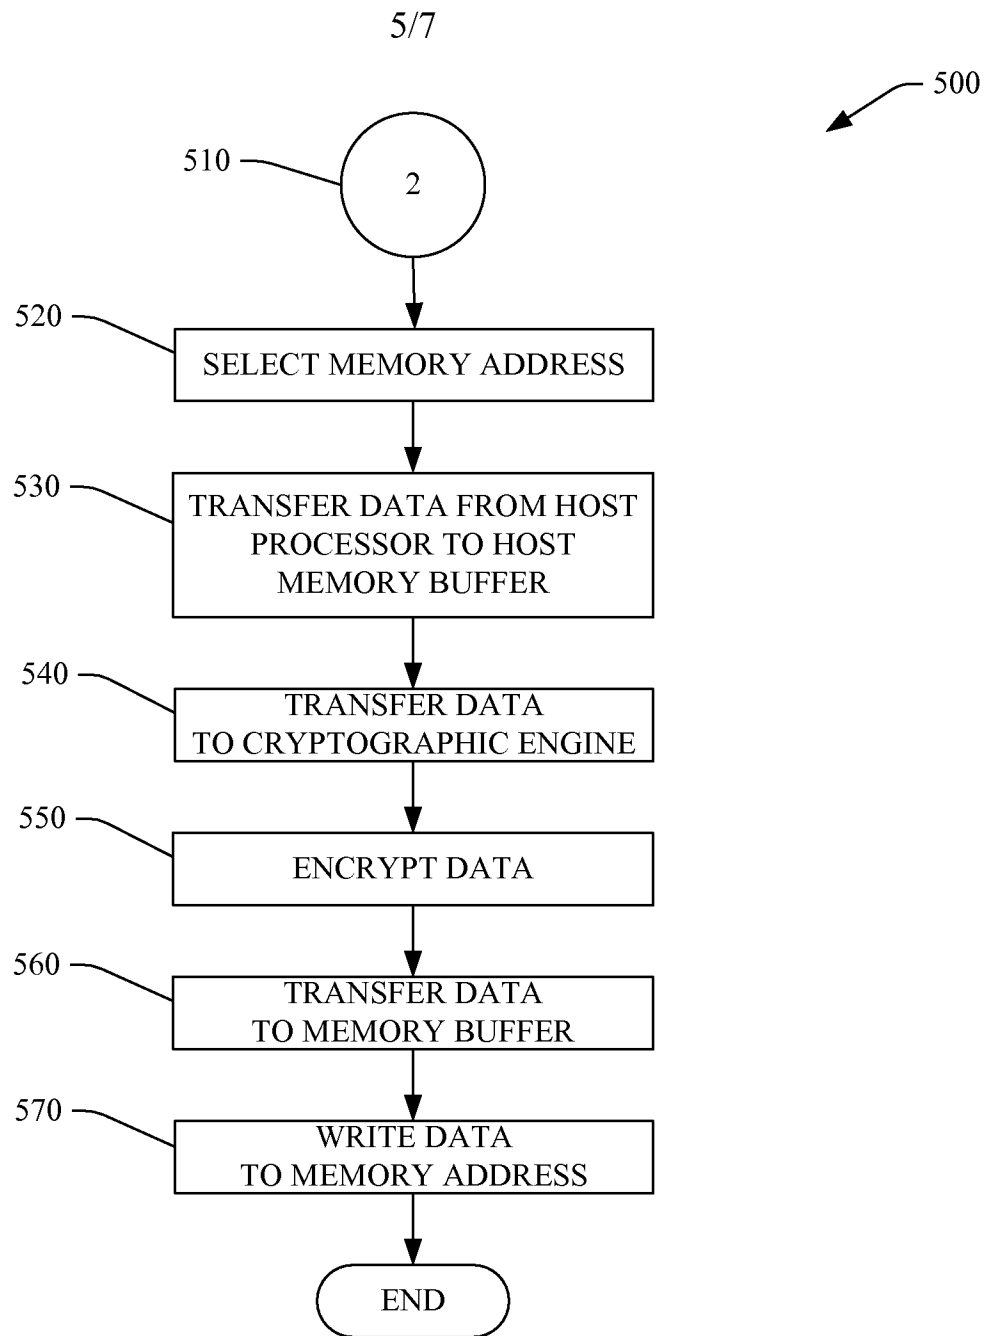 5/7
500
510
2
520
SELECT MEMORY ADDRESS
530
TRANSFER DATA FROM HOST
PROCESSOR TO HOST
MEMORY BUFFER
540
TRANSFER DATA
TO CRYPTOGRAPHIC ENGINE
550
ENCRYPT DATA
560
TRANSFER DATA
TO MEMORY BUFFER
570
WRITE DATA
TO MEMORY ADDRESS
END